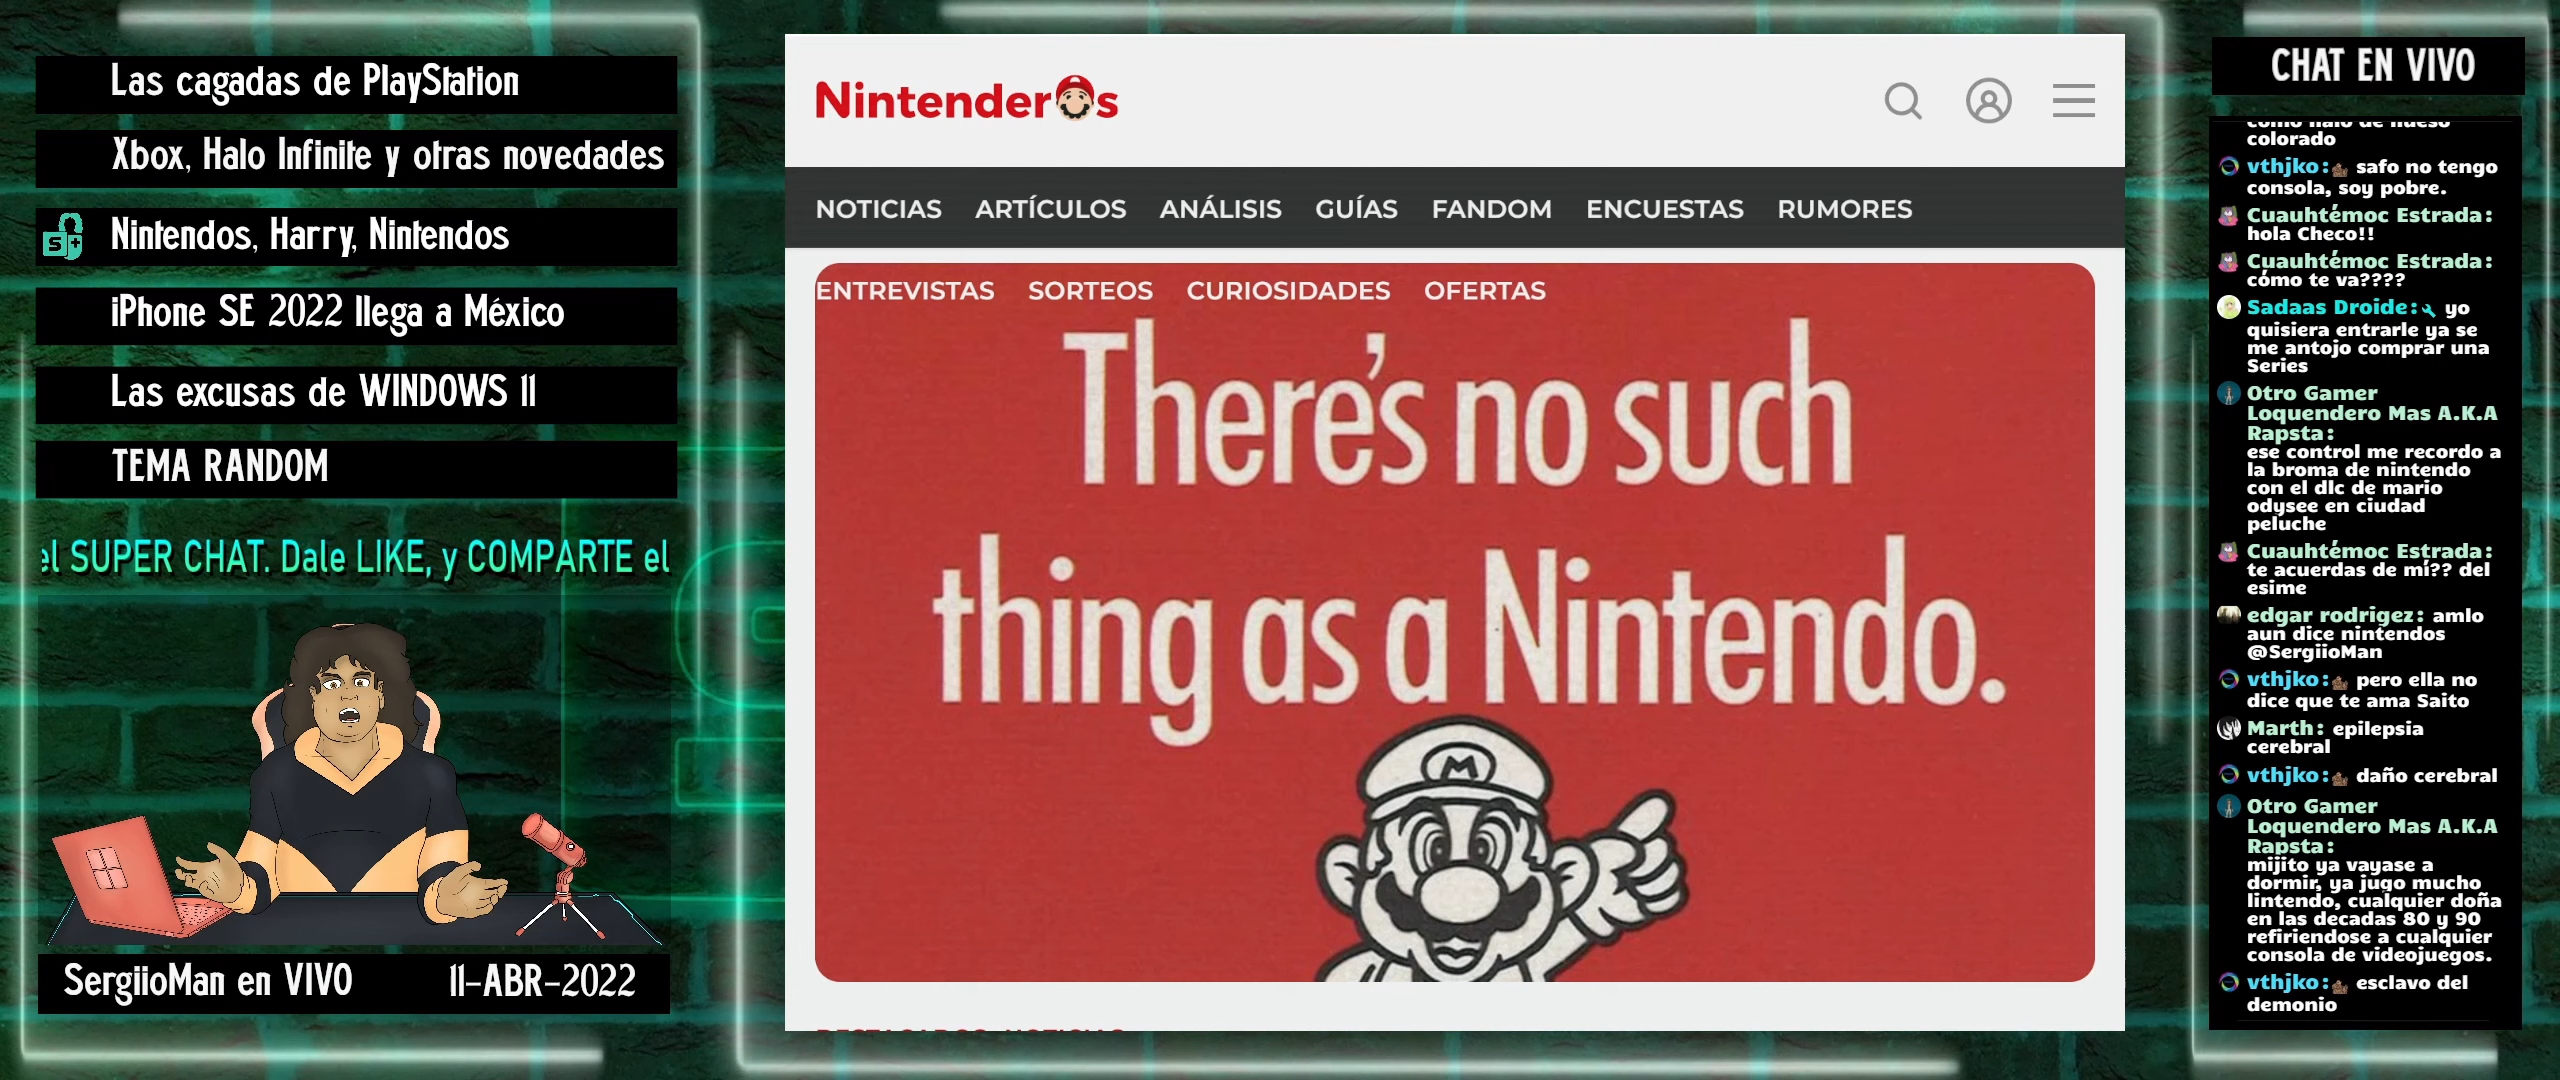 Las cagadas de PlayStation
Xbox, Halo Infinite y otras novedades
S+
Nintendos, Harry, Nintendos
iPhone SE 2022 llega a México
Las excusas de WINDOWS 11
TEMA RANDOM
el SUPER CHAT. Dale LIKE, y COMPARTE el
SergiioMan en VIVO
11-ABR-2022
Nintenderos
NOTICIAS ARTÍCULOS ANÁLISIS GUÍAS FANDOM ENCUESTAS RUMORES
ENTREVISTAS SORTEOS CURIOSIDADES OFERTAS
There's no such
thing as a Nintendo.
M
CHAT EN VIVO
como halo de hueso
colorado
vthjko: safo no tengo
consola, soy pobre.
Cuauhtémoc Estrada:
hola Checo!!
Cuauhtémoc Estrada:
cómo te va????
Sadaas Droide: yo
quisiera entrarle ya se
me antojo comprar una
Series
Otro Gamer
Loquendero Mas A.K.A
Rapsta:
ese control me recordo a
la broma de nintendo
con el dlc de mario
odysee en ciudad
peluche
Cuauhtémoc Estrada:
te acuerdas de mí?? del
esime
edgar rodrigez: amlo
aun dice nintendos
@SergiioMan
vthjko: pero ella no
dice que te ama Saito
Marth: epilepsia
cerebral
vthjko: daño cerebral
Otro Gamer
Loquendero Mas A.K.A
Rapsta:
mijito ya vayase a
dormir, ya jugo mucho
lintendo, cualquier doña
en las decadas 80 y 90
refiriendose a cualquier
consola de videojuegos.
vthjko: esclavo del
demonio